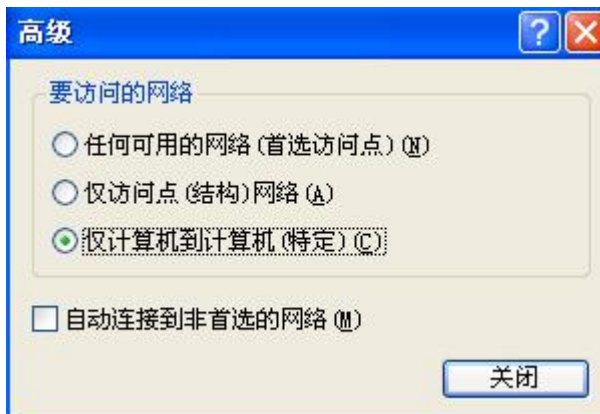 高级
要访问的网络
任何可用的网络(首选访问点)(N)
仅访问点(结构)网络(A)
仅计算机到计算机(特定)(C)
自动连接到非首选的网络(M)
关闭